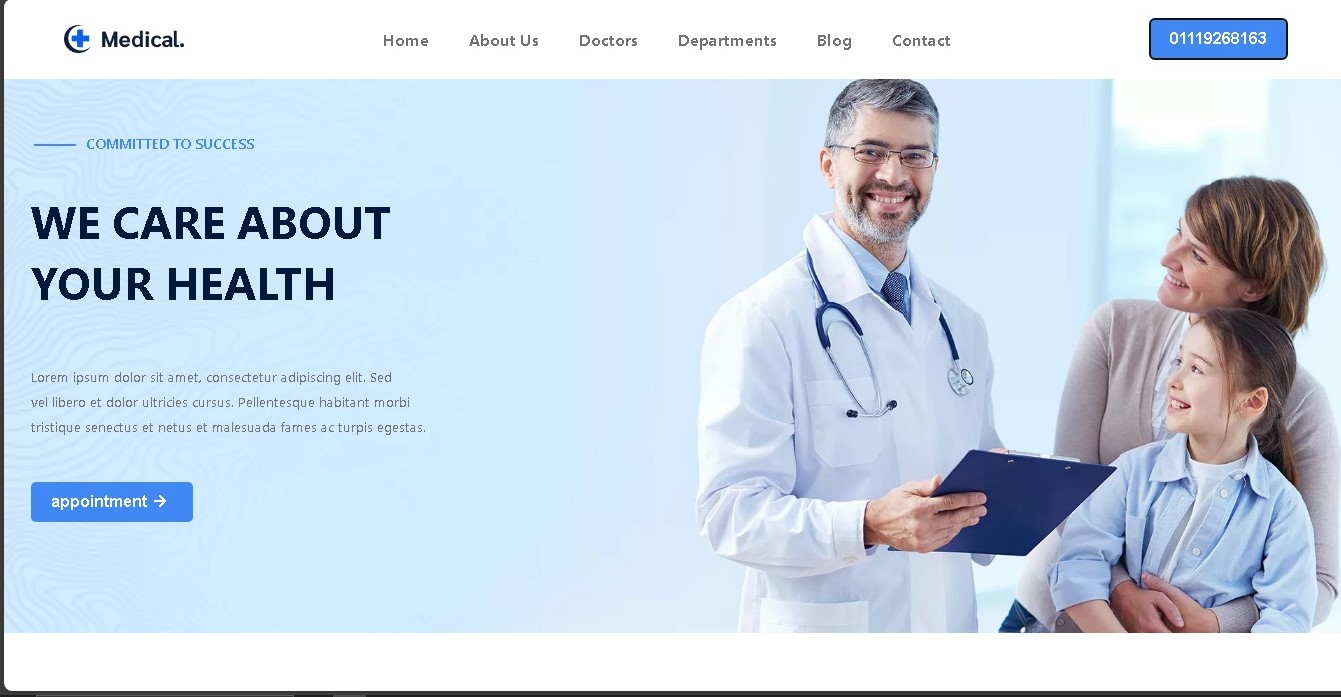 Medical.
Home About Us Doctors Departments Blog Contact
01119268163
COMMITTED TO SUCCESS
WE CARE ABOUT
YOUR HEALTH
Lorem ipsum dolor sit amet, consectetur adipiscing elit. Sed
vel libero et dolor ultricies cursus. Pellentesque habitant morbi
tristique senectus et netus et malesuada fames ac turpis egestas.
appointment →